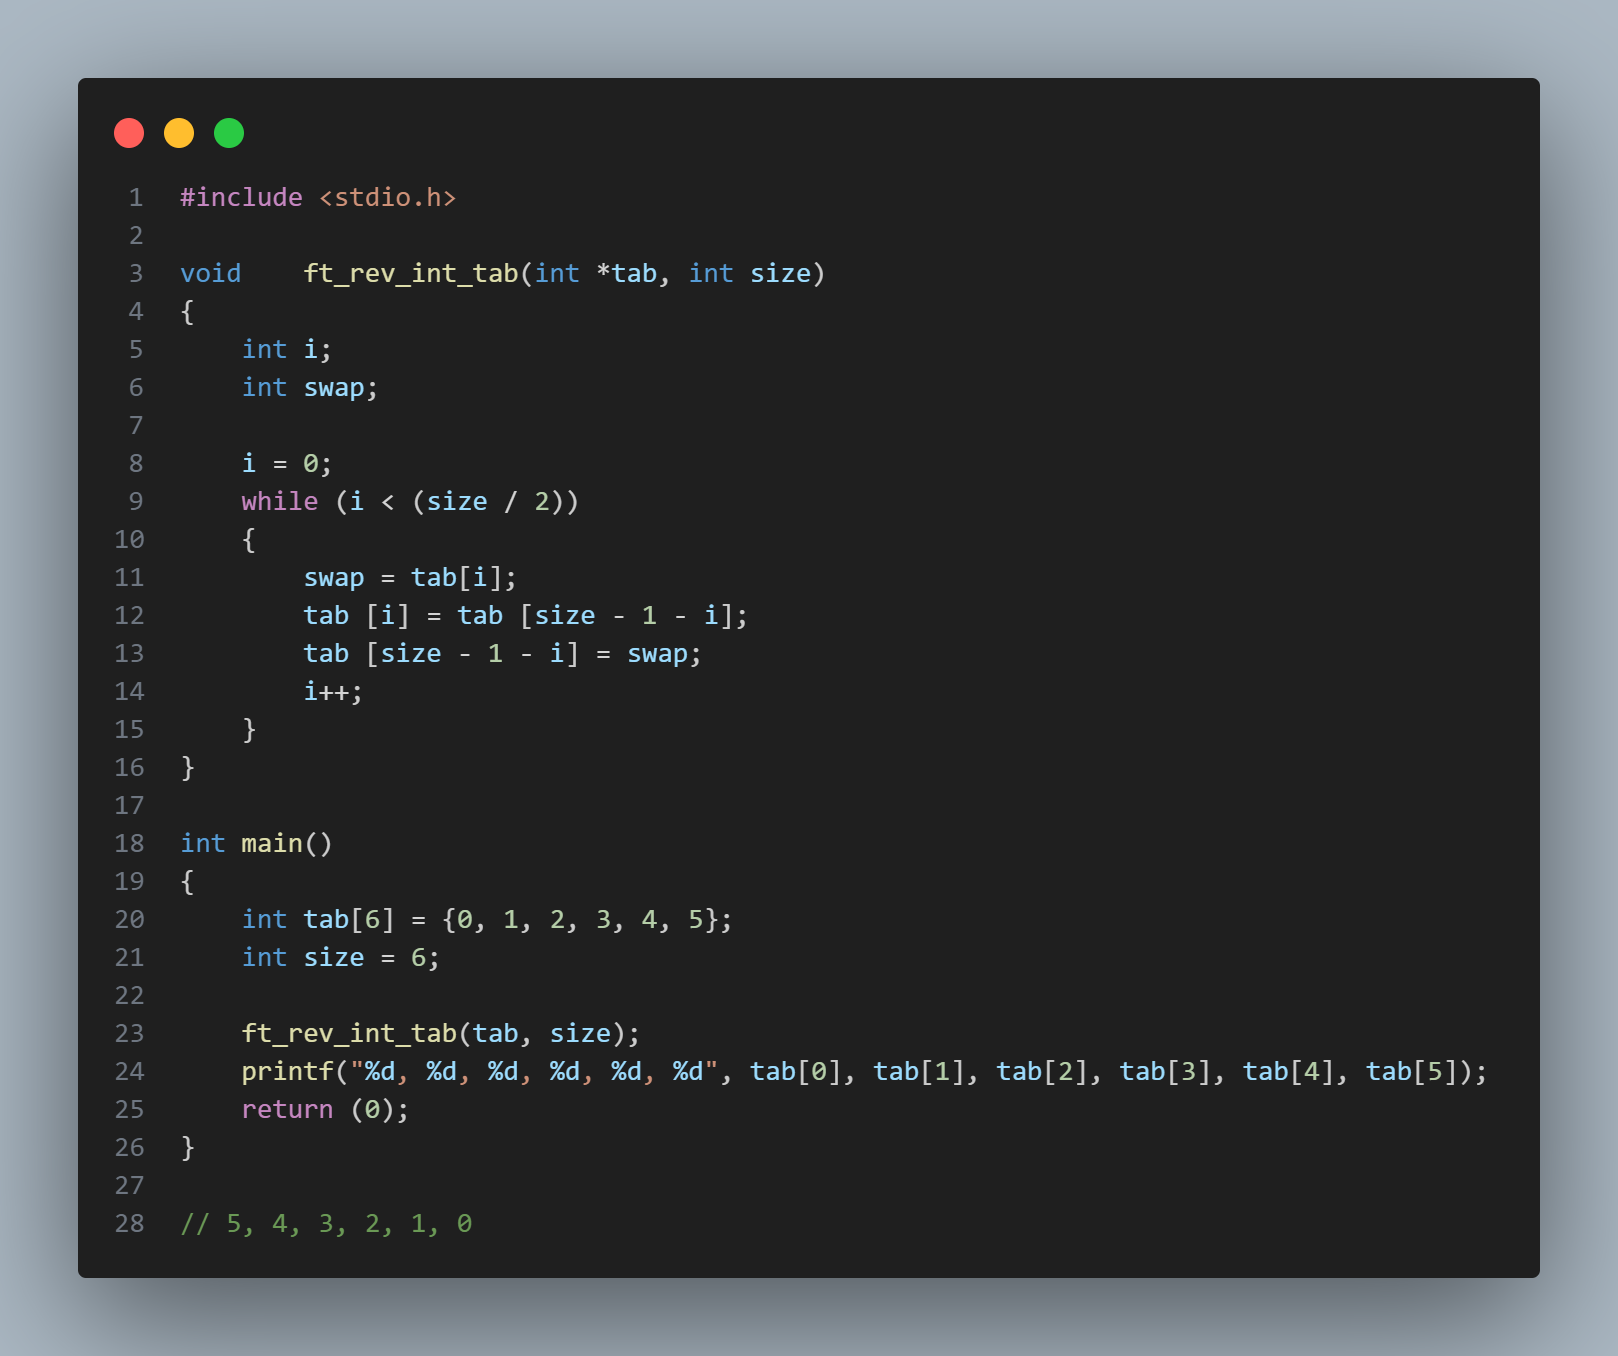 1 #include <stdio.h>
2
3 void    ft_rev_int_tab(int *tab, int size)
4 {
5     int i;
6     int swap;
7
8     i = 0;
9     while (i < (size / 2))
10     {
11         swap = tab[i];
12         tab [i] = tab [size - 1 - i];
13         tab [size - 1 - i] = swap;
14         i++;
15     }
16 }
17
18 int main()
19 {
20     int tab[6] = {0, 1, 2, 3, 4, 5};
21     int size = 6;
22
23     ft_rev_int_tab(tab, size);
24     printf("%d, %d, %d, %d, %d, %d", tab[0], tab[1], tab[2], tab[3], tab[4], tab[5]);
25     return (0);
26 }
27
28 // 5, 4, 3, 2, 1, 0